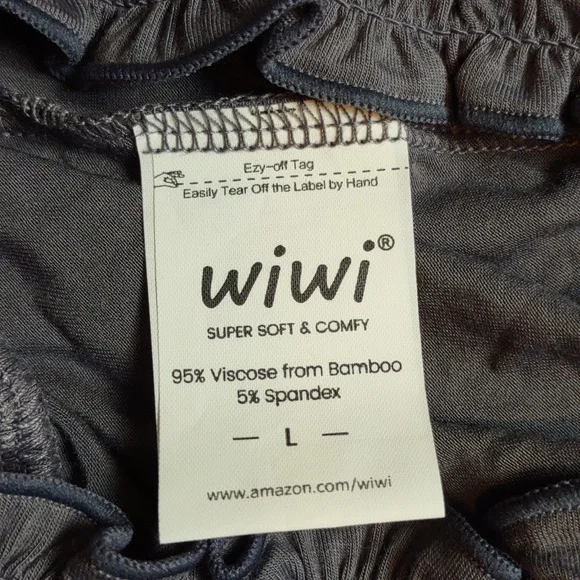 Ezy-off Tag
Easily Tear Off the Label by Hand
wiwi®
SUPER SOFT & COMFY
95% Viscose from Bamboo
5% Spandex
— L —
www.amazon.com/wiwi